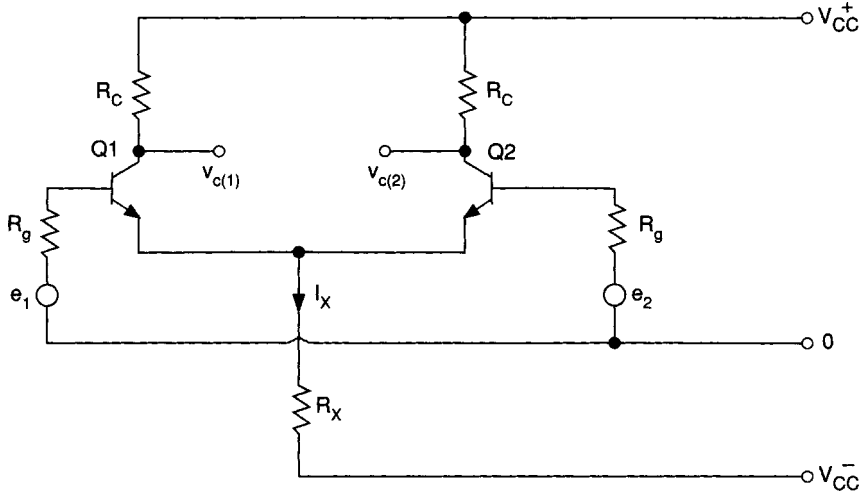 V_CC^+
R_C
R_C
Q1
Q2
v_c(1)
v_c(2)
R_g
R_g
e_1
I_X
e_2
0
R_X
V_CC^−